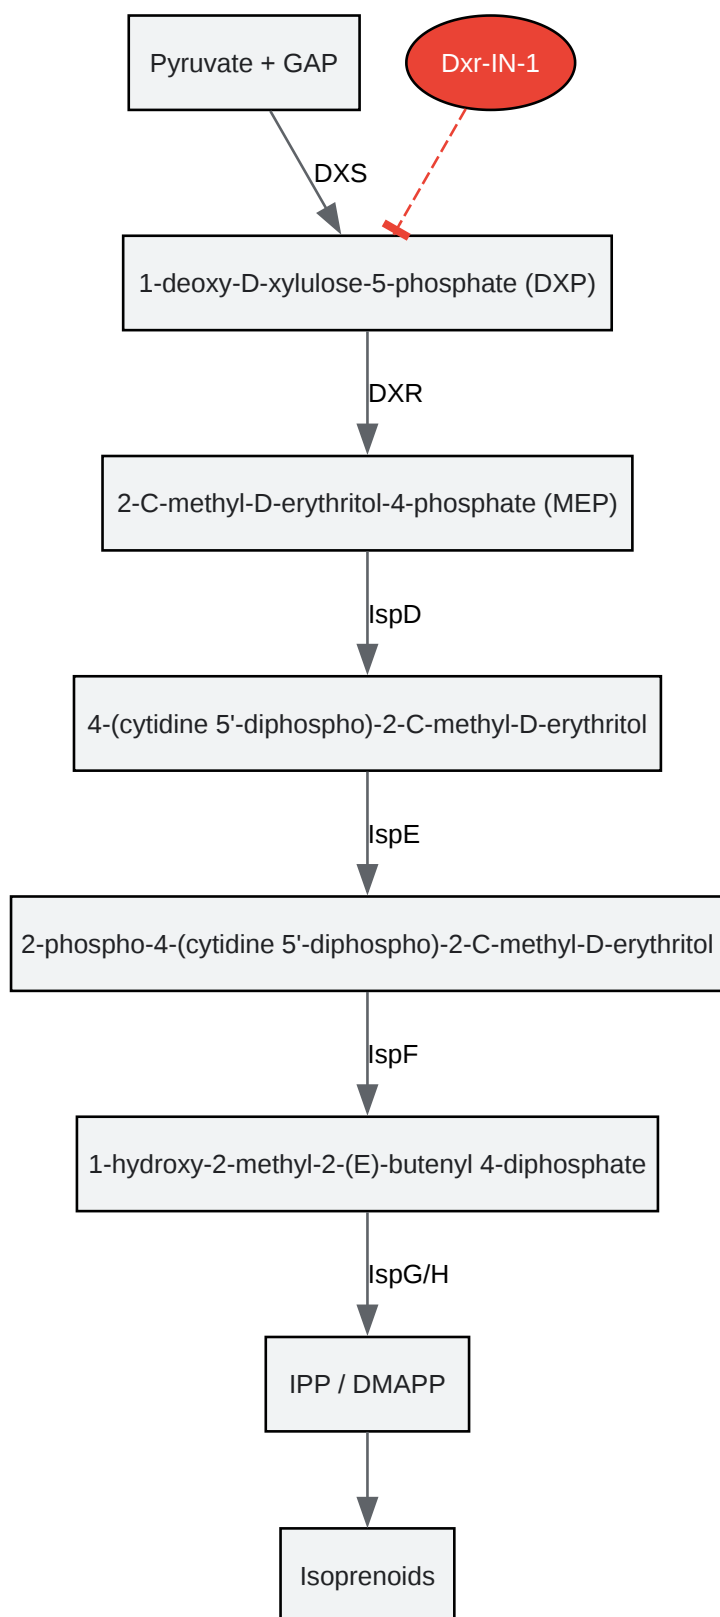 Pyruvate + GAP
Dxr-IN-1
DXS
1-deoxy-D-xylulose-5-phosphate (DXP)
DXR
2-C-methyl-D-erythritol-4-phosphate (MEP)
IspD
4-(cytidine 5'-diphospho)-2-C-methyl-D-erythritol
IspE
2-phospho-4-(cytidine 5'-diphospho)-2-C-methyl-D-erythritol
IspF
1-hydroxy-2-methyl-2-(E)-butenyl 4-diphosphate
IspG/H
IPP / DMAPP
Isoprenoids